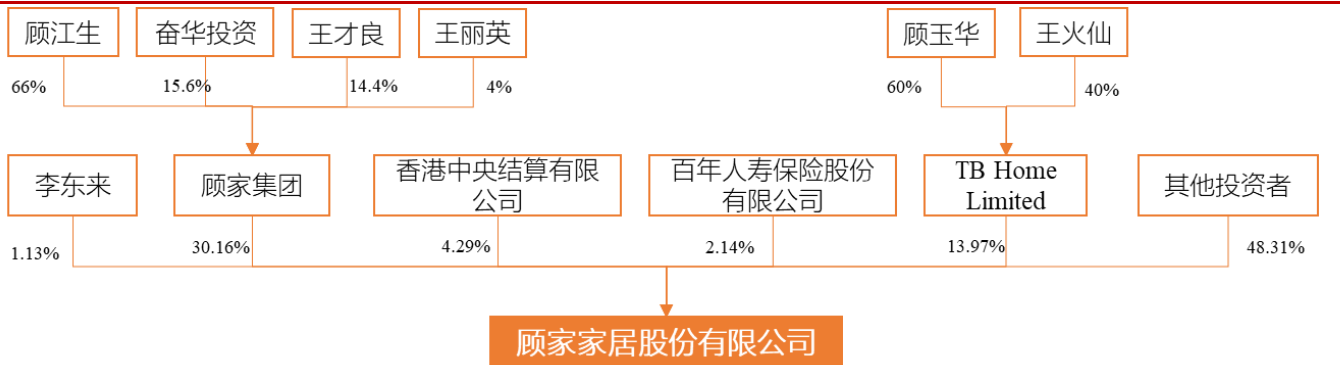 顾江生
奋华投资
王才良
王丽英
顾玉华
王火仙
66%
15.6%
14.4%
4%
60%
40%
李东来
顾家集团
香港中央结算有限
公司
百年人寿保险股份
有限公司
TB Home
Limited
其他投资者
1.13%
30.16%
4.29%
2.14%
13.97%
48.31%
顾家家居股份有限公司